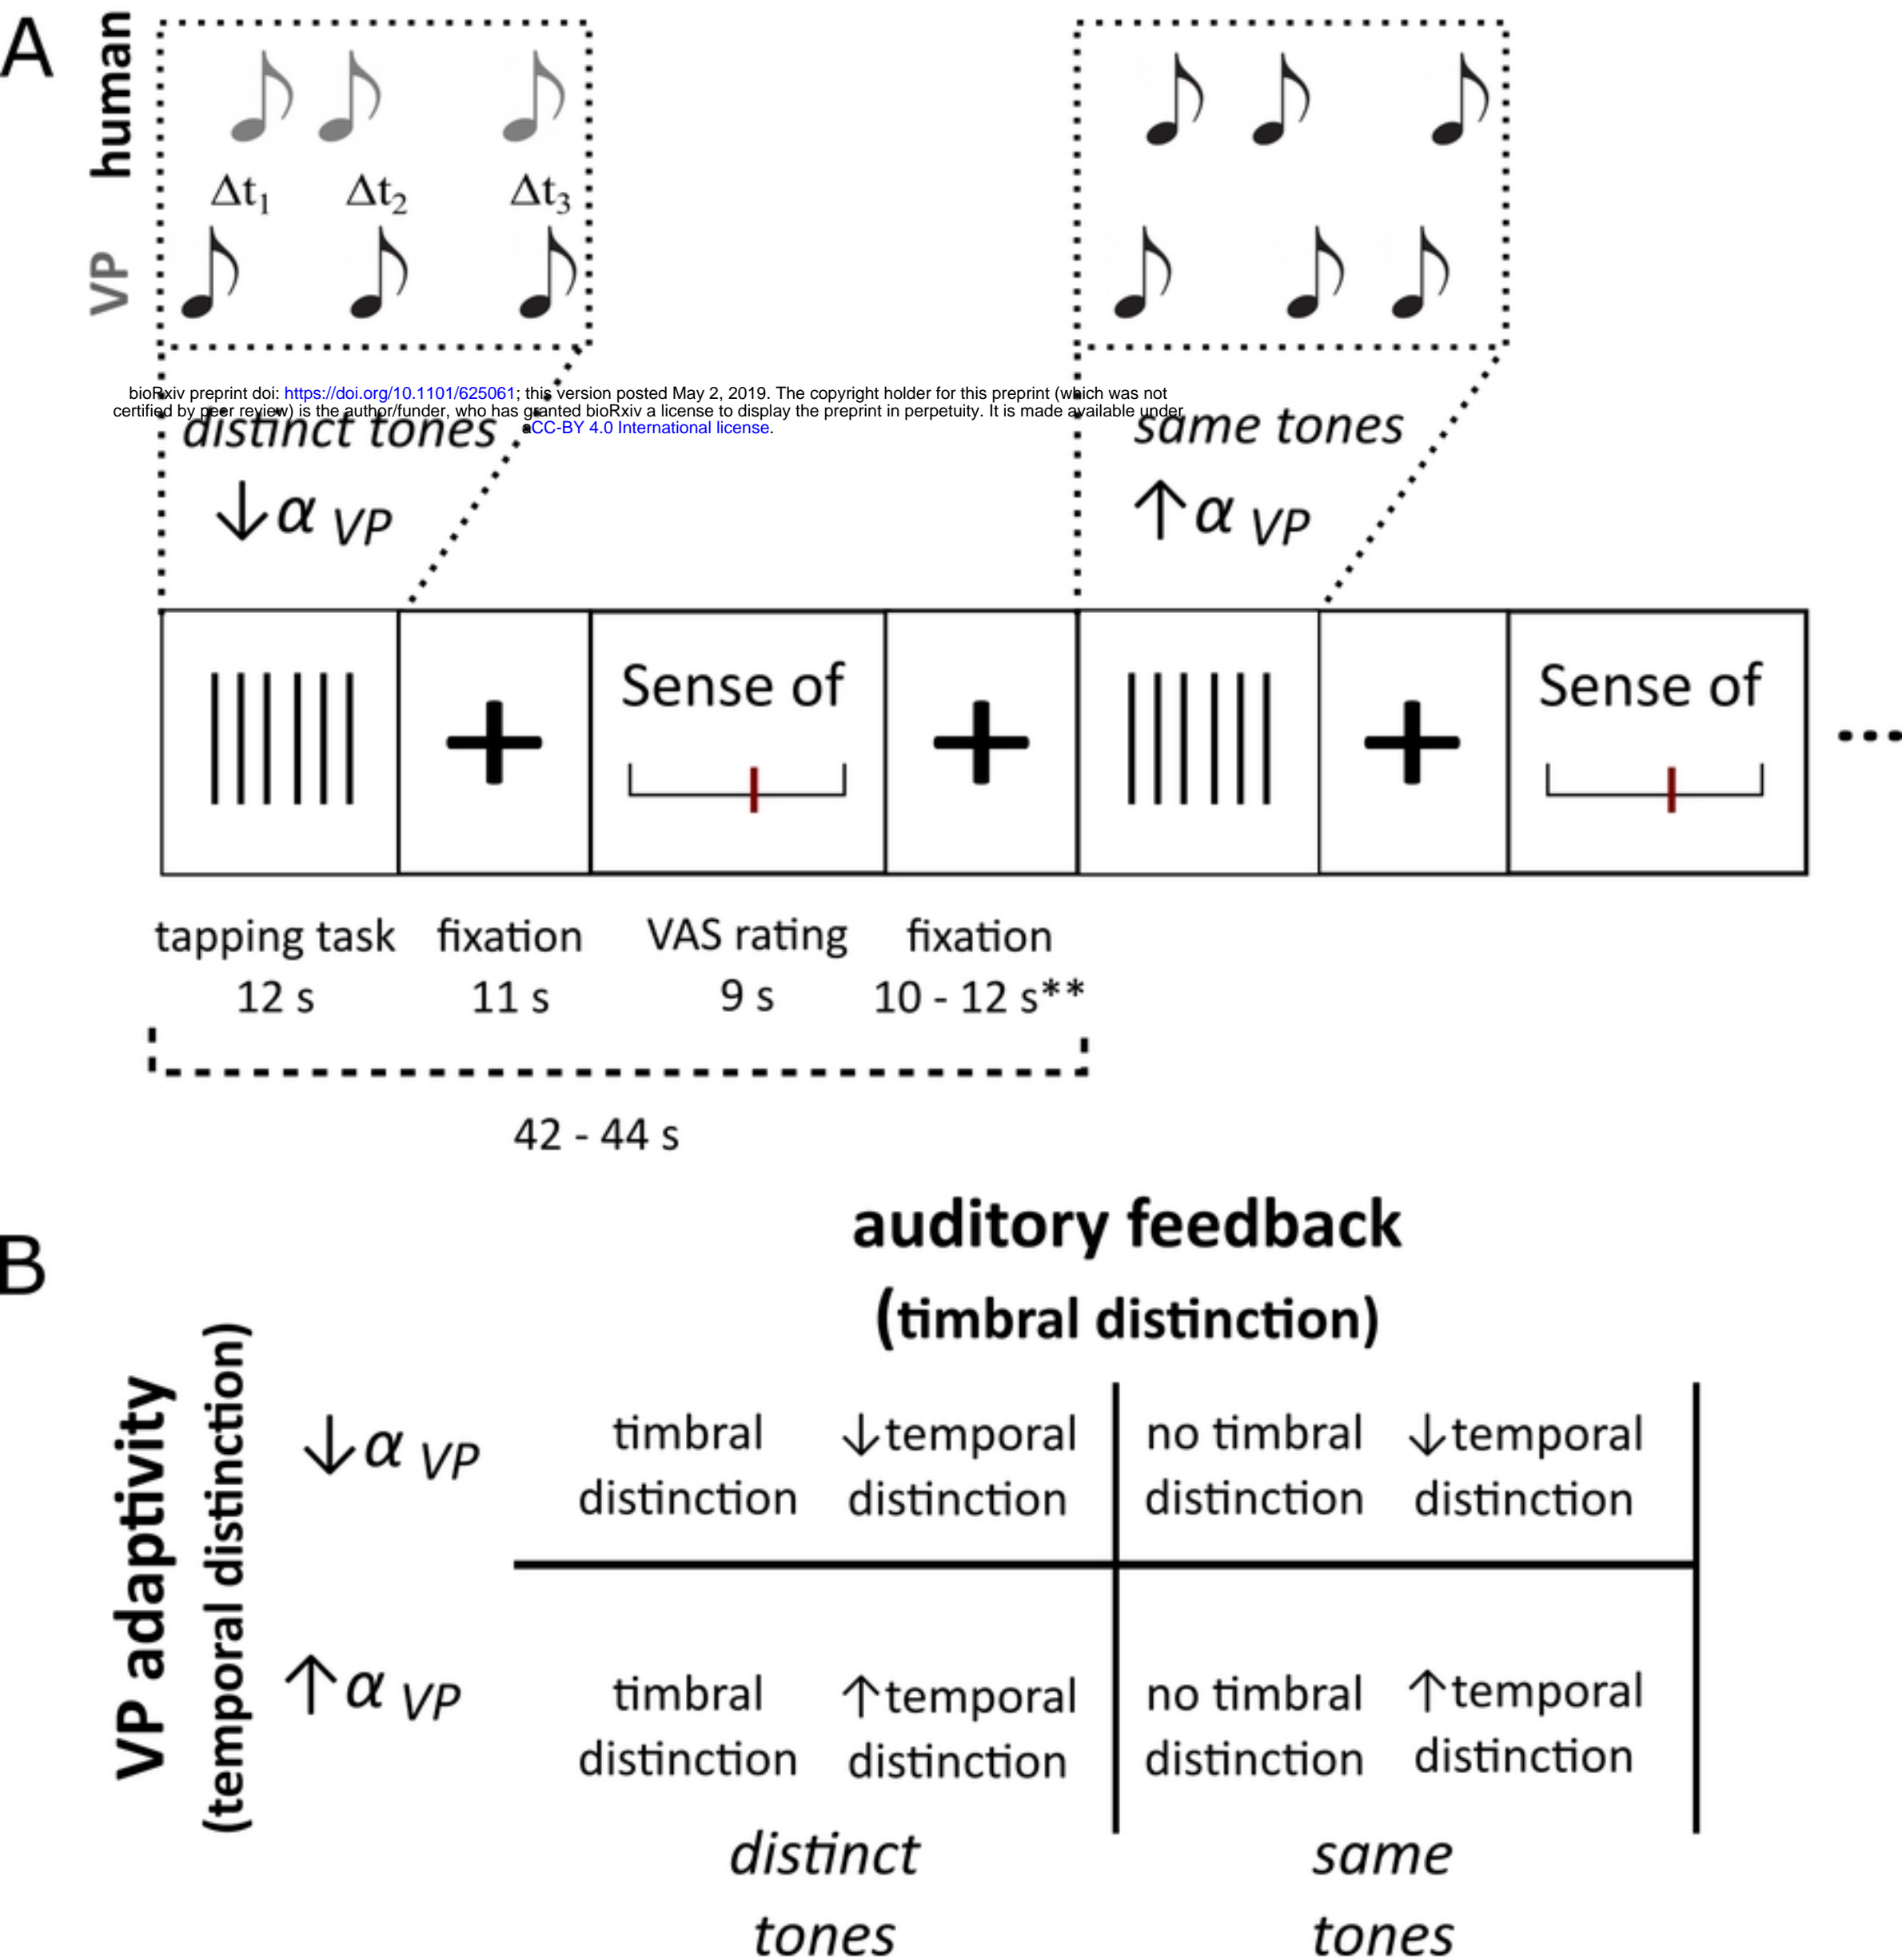 A
human
Δt1 Δt2 Δt3
VP
bioRxiv preprint doi: https://doi.org/10.1101/625061; this version posted May 2, 2019. The copyright holder for this preprint (which was not
certified by peer review) is the author/funder, who has granted bioRxiv a license to display the preprint in perpetuity. It is made available under
aCC-BY 4.0 International license.
distinct tones same tones
↓α VP ↑α VP
Sense of Sense of
...
tapping task fixation VAS rating fixation
12 s 11 s 9 s 10 - 12 s**
42 - 44 s
B
auditory feedback
(timbral distinction)
VP adaptivity
(temporal distinction)
↓α VP
timbral ↓temporal no timbral ↓temporal
distinction distinction distinction distinction
↑α VP
timbral ↑temporal no timbral ↑temporal
distinction distinction distinction distinction
distinct same
tones tones